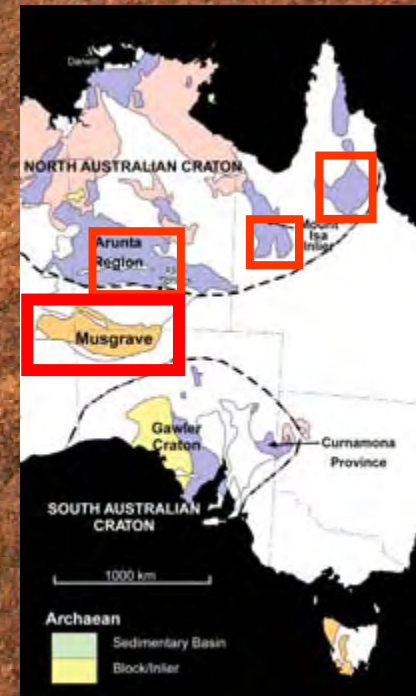 Darwin
NORTH AUSTRALIAN CRATON
Mount
Isa
Inlier
Arunta
Region
Musgrave
Gawler
Craton
Curnamona
Province
SOUTH AUSTRALIAN
CRATON
1000 km
Archaean
Sedimentary Basin
Block/Inlier